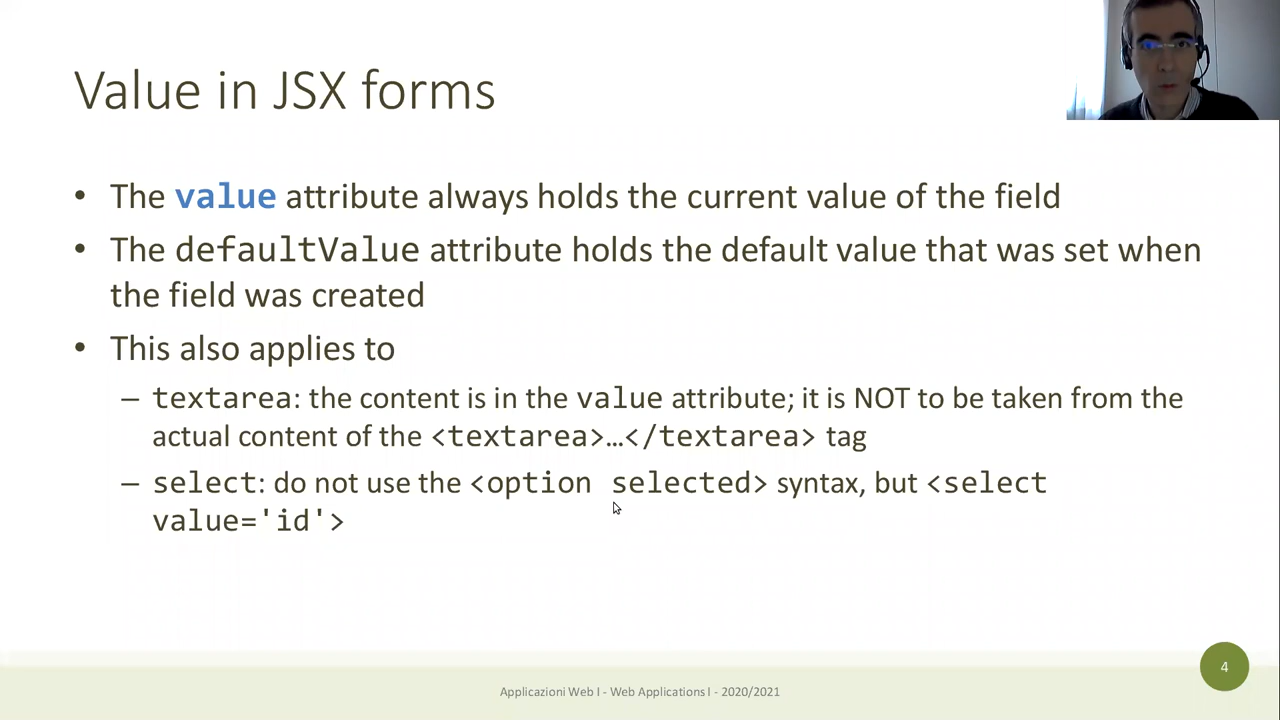 Value in JSX forms
• The value attribute always holds the current value of the field
• The defaultValue attribute holds the default value that was set when
the field was created
• This also applies to
– textarea: the content is in the value attribute; it is NOT to be taken from the
actual content of the <textarea>…</textarea> tag
– select: do not use the <option selected> syntax, but <select
value='id'>
Applicazioni Web I - Web Applications I - 2020/2021
4